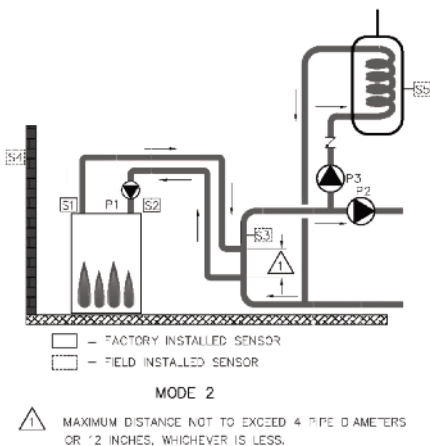 S5
S4
P3
S1
P1
S2
P2
S3
1
– FACTORY INSTALLED SENSOR
– FIELD INSTALLED SENSOR
MODE 2
1 MAXIMUM DISTANCE NOT TO EXCEED 4 PIPE DIAMETERS
OR 12 INCHES, WHICHEVER IS LESS.